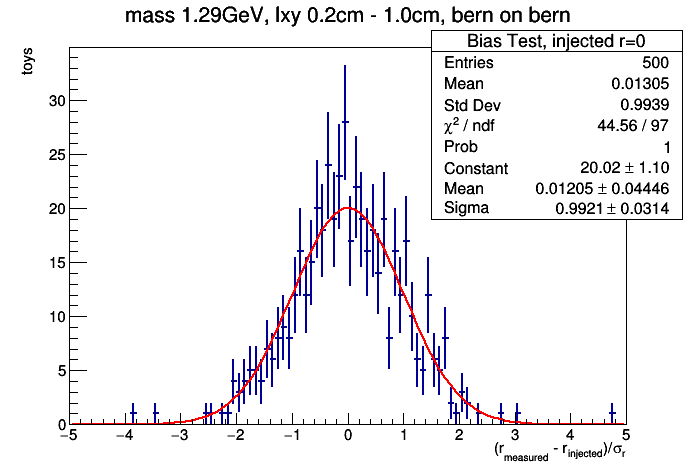 mass 1.29GeV, lxy 0.2cm - 1.0cm, bern on bern
Bias Test, injected r=0
Entries 500
Mean 0.01305
Std Dev 0.9939
χ² / ndf 44.56 / 97
Prob 1
Constant 20.02 ± 1.10
Mean 0.01205 ± 0.04446
Sigma 0.9921 ± 0.0314
toys
30
25
20
15
10
5
0
−5 −4 −3 −2 −1 0 1 2 3 4 5
(r_measured - r_injected)/σ_r